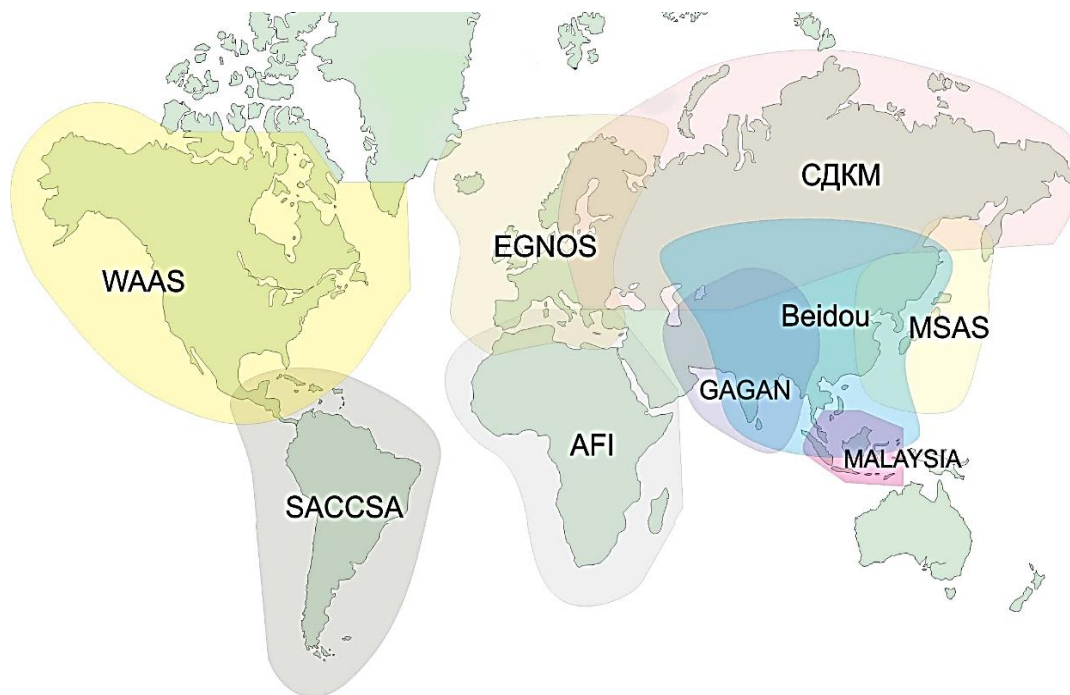 СДКМ
EGNOS
WAAS
Beidou
MSAS
GAGAN
AFI
MALAYSIA
SACCSA